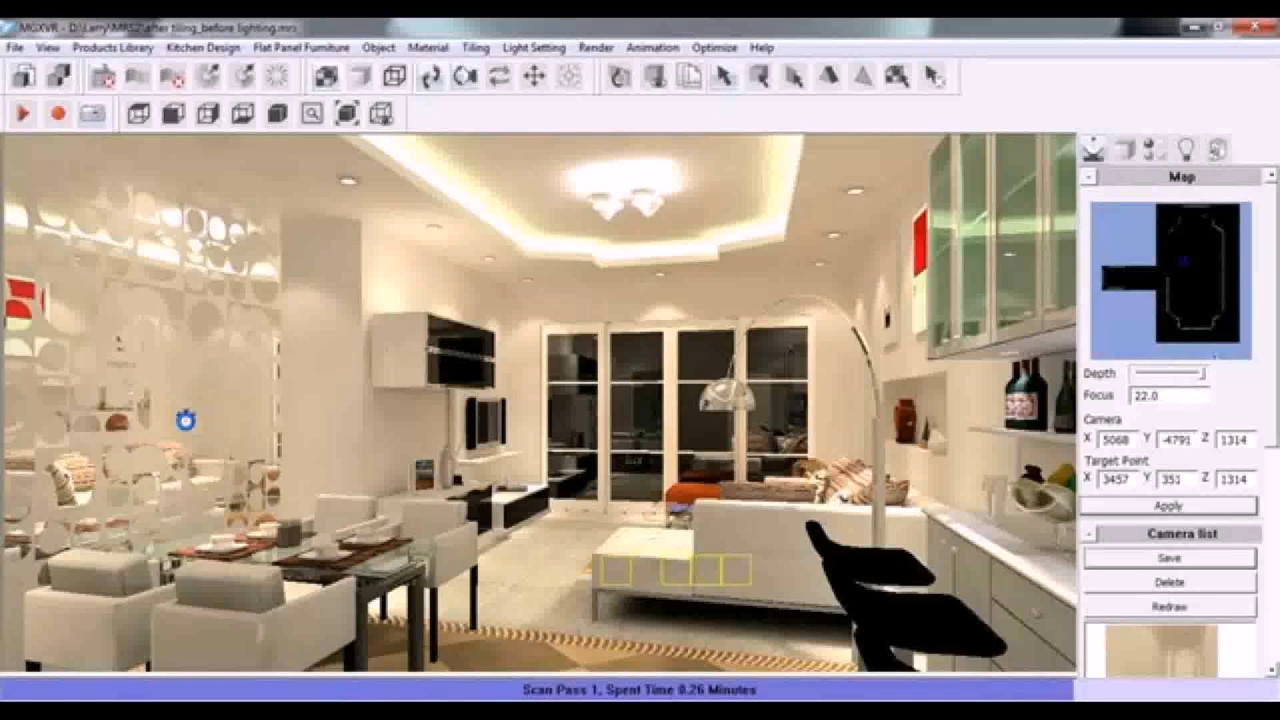 MGXVR - D:\Larry\MRS2\after tiling_before lighting.mrs
File View Products Library Kitchen Design Flat Panel Furniture Object Material Tiling Light Setting Render Animation Optimize Help
Map
Depth
Focus 22.0
Camera
X 5068 Y -4791 Z 1314
Target Point
X 3457 Y 351 Z 1314
Apply
Camera list
Save
Delete
Redraw
Scan Pass 1, Spent Time 0.26 Minutes